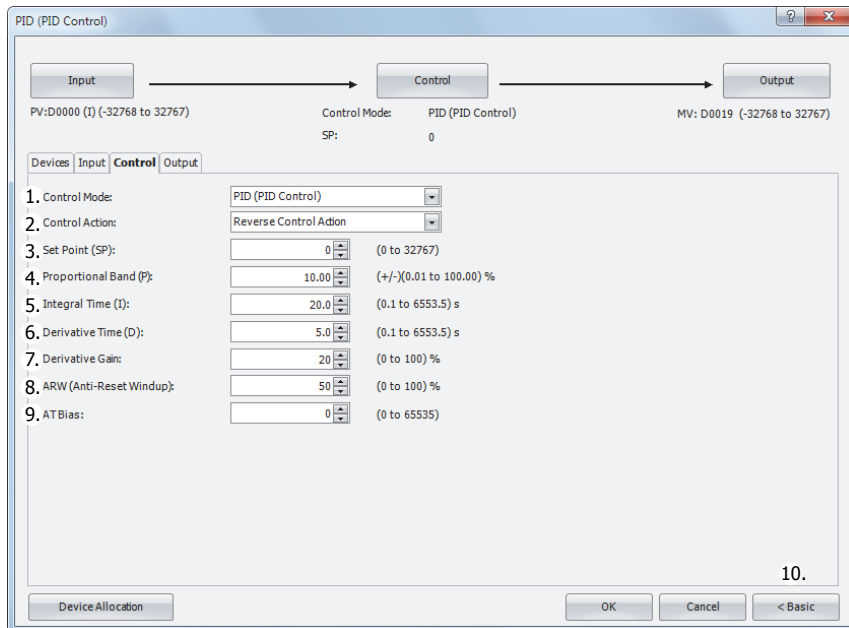 PID (PID Control)
Input
Control
Output
PV:D0000 (I) (-32768 to 32767)
Control Mode: PID (PID Control)
MV: D0019 (-32768 to 32767)
SP: 0
Devices Input Control Output
1. Control Mode: PID (PID Control)
2. Control Action: Reverse Control Action
3. Set Point (SP): 0 (0 to 32767)
4. Proportional Band (P): 10.00 (+/-)(0.01 to 100.00) %
5. Integral Time (I): 20.0 (0.1 to 6553.5) s
6. Derivative Time (D): 5.0 (0.1 to 6553.5) s
7. Derivative Gain: 20 (0 to 100) %
8. ARW (Anti-Reset Windup): 50 (0 to 100) %
9. AT Bias: 0 (0 to 65535)
10.
Device Allocation
OK
Cancel
< Basic